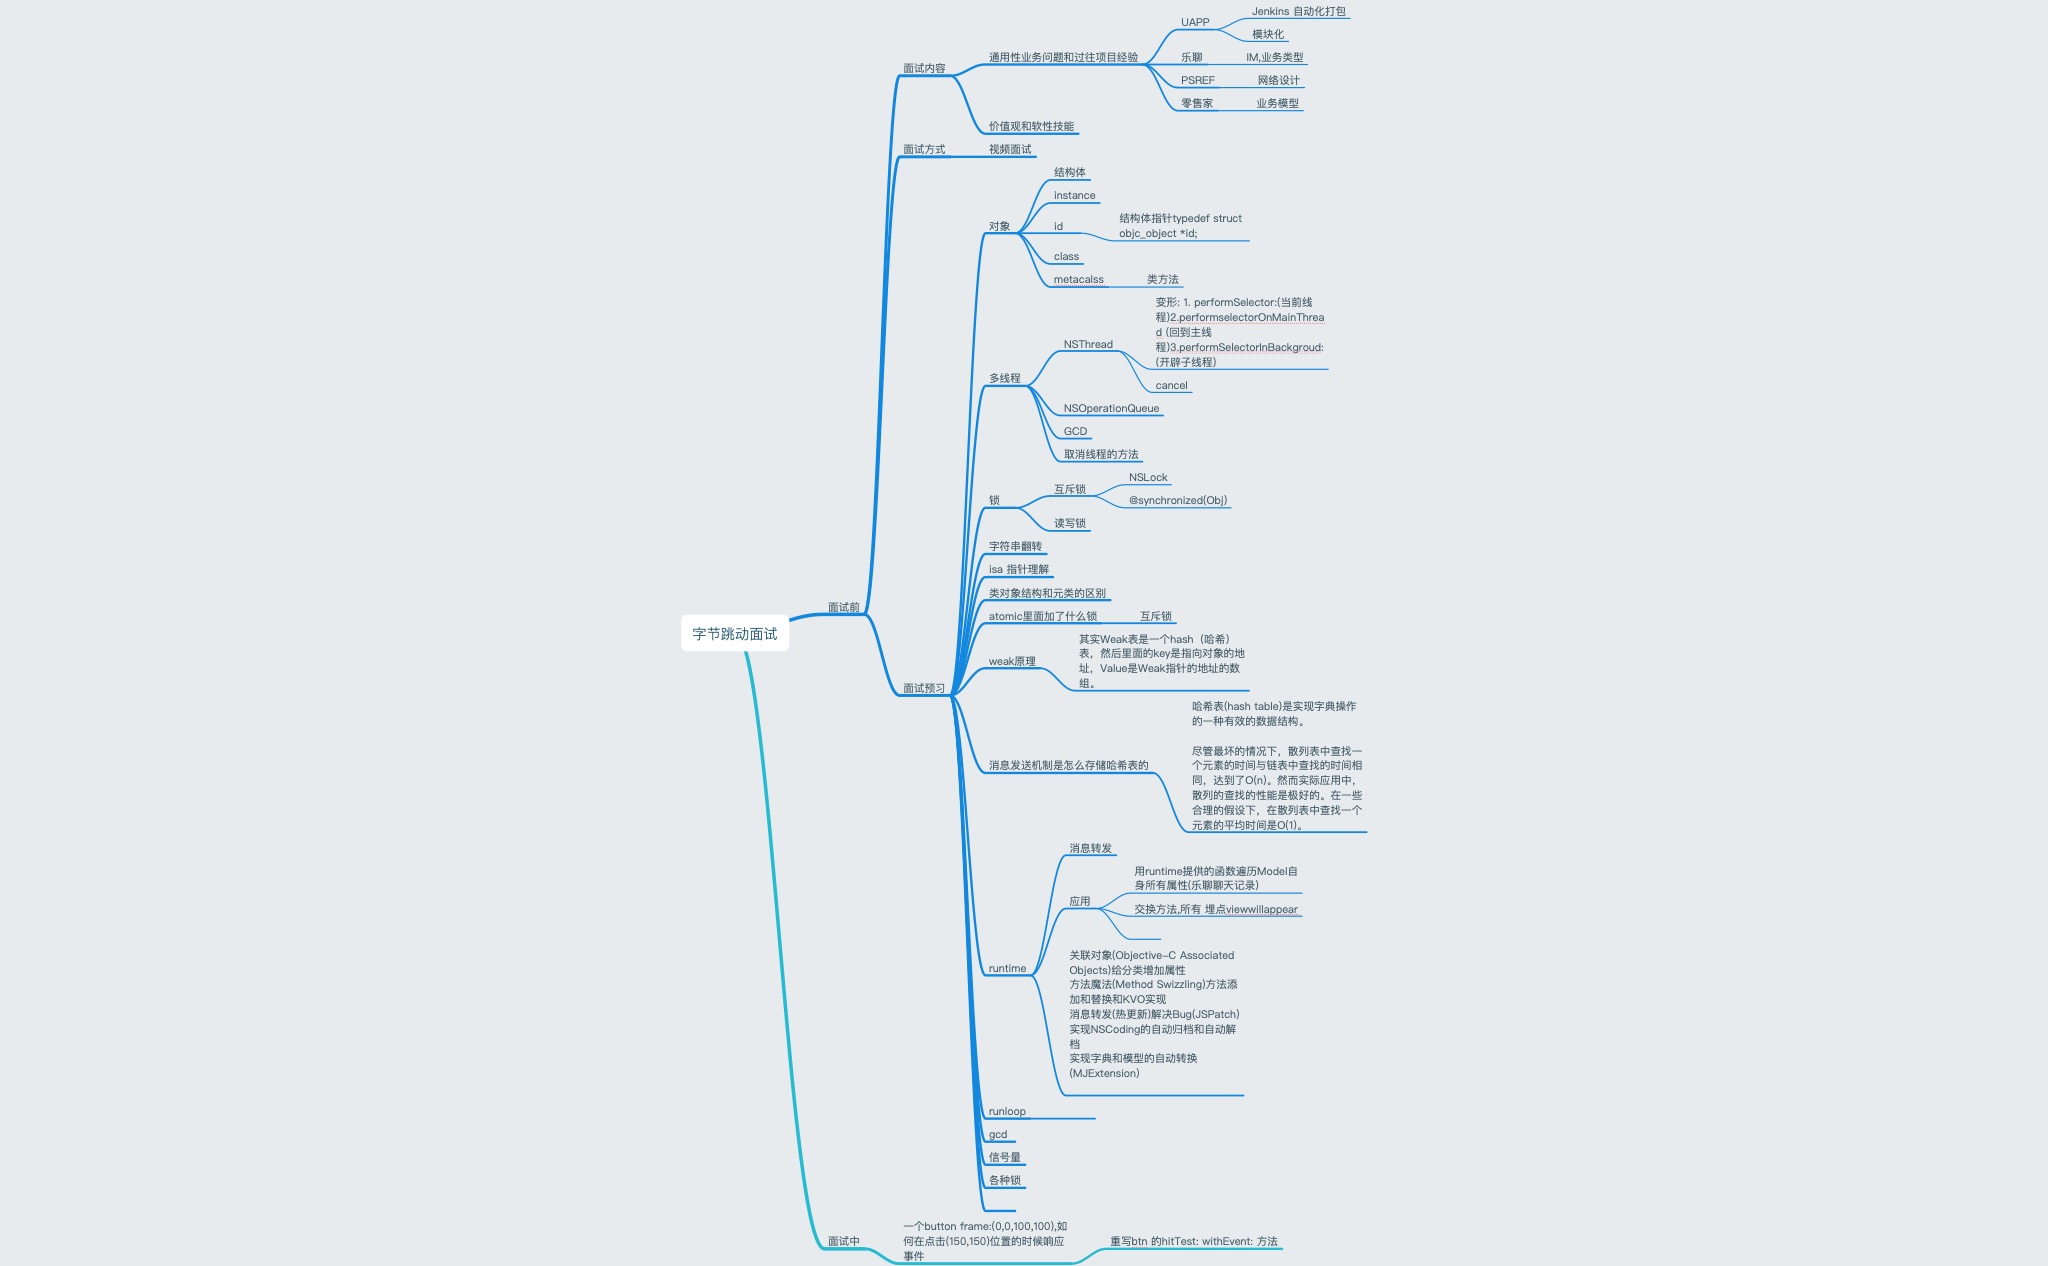 字节跳动面试
面试前
面试内容
通用性业务问题和过往项目经验
UAPP
Jenkins 自动化打包
模块化
乐聊
IM,业务类型
PSREF
网络设计
零售家
业务模型
价值观和软性技能
面试方式
视频面试
面试预习
对象
结构体
instance
id
结构体指针typedef struct
objc_object *id;
class
metacalss
类方法
多线程
NSThread
变形: 1. performSelector:(当前线
程)2.performselectorOnMainThrea
d (回到主线
程)3.performSelectorInBackgroud:
(开辟子线程)
cancel
NSOperationQueue
GCD
取消线程的方法
锁
互斥锁
NSLock
@synchronized(Obj)
读写锁
字符串翻转
isa 指针理解
类对象结构和元类的区别
atomic里面加了什么锁
互斥锁
weak原理
其实Weak表是一个hash（哈希）
表，然后里面的key是指向对象的地
址，Value是Weak指针的地址的数
组。
消息发送机制是怎么存储哈希表的
哈希表(hash table)是实现字典操作
的一种有效的数据结构。
尽管最坏的情况下，散列表中查找一
个元素的时间与链表中查找的时间相
同，达到了O(n)。然而实际应用中，
散列的查找的性能是极好的。在一些
合理的假设下，在散列表中查找一个
元素的平均时间是O(1)。
runtime
消息转发
应用
用runtime提供的函数遍历Model自
身所有属性(乐聊聊天记录)
交换方法,所有 埋点viewwillappear
关联对象(Objective-C Associated
Objects)给分类增加属性
方法魔法(Method Swizzling)方法添
加和替换和KVO实现
消息转发(热更新)解决Bug(JSPatch)
实现NSCoding的自动归档和自动解
档
实现字典和模型的自动转换
(MJExtension)
runloop
gcd
信号量
各种锁
面试中
一个button frame:(0,0,100,100),如
何在点击(150,150)位置的时候响应
事件
重写btn 的hitTest: withEvent: 方法